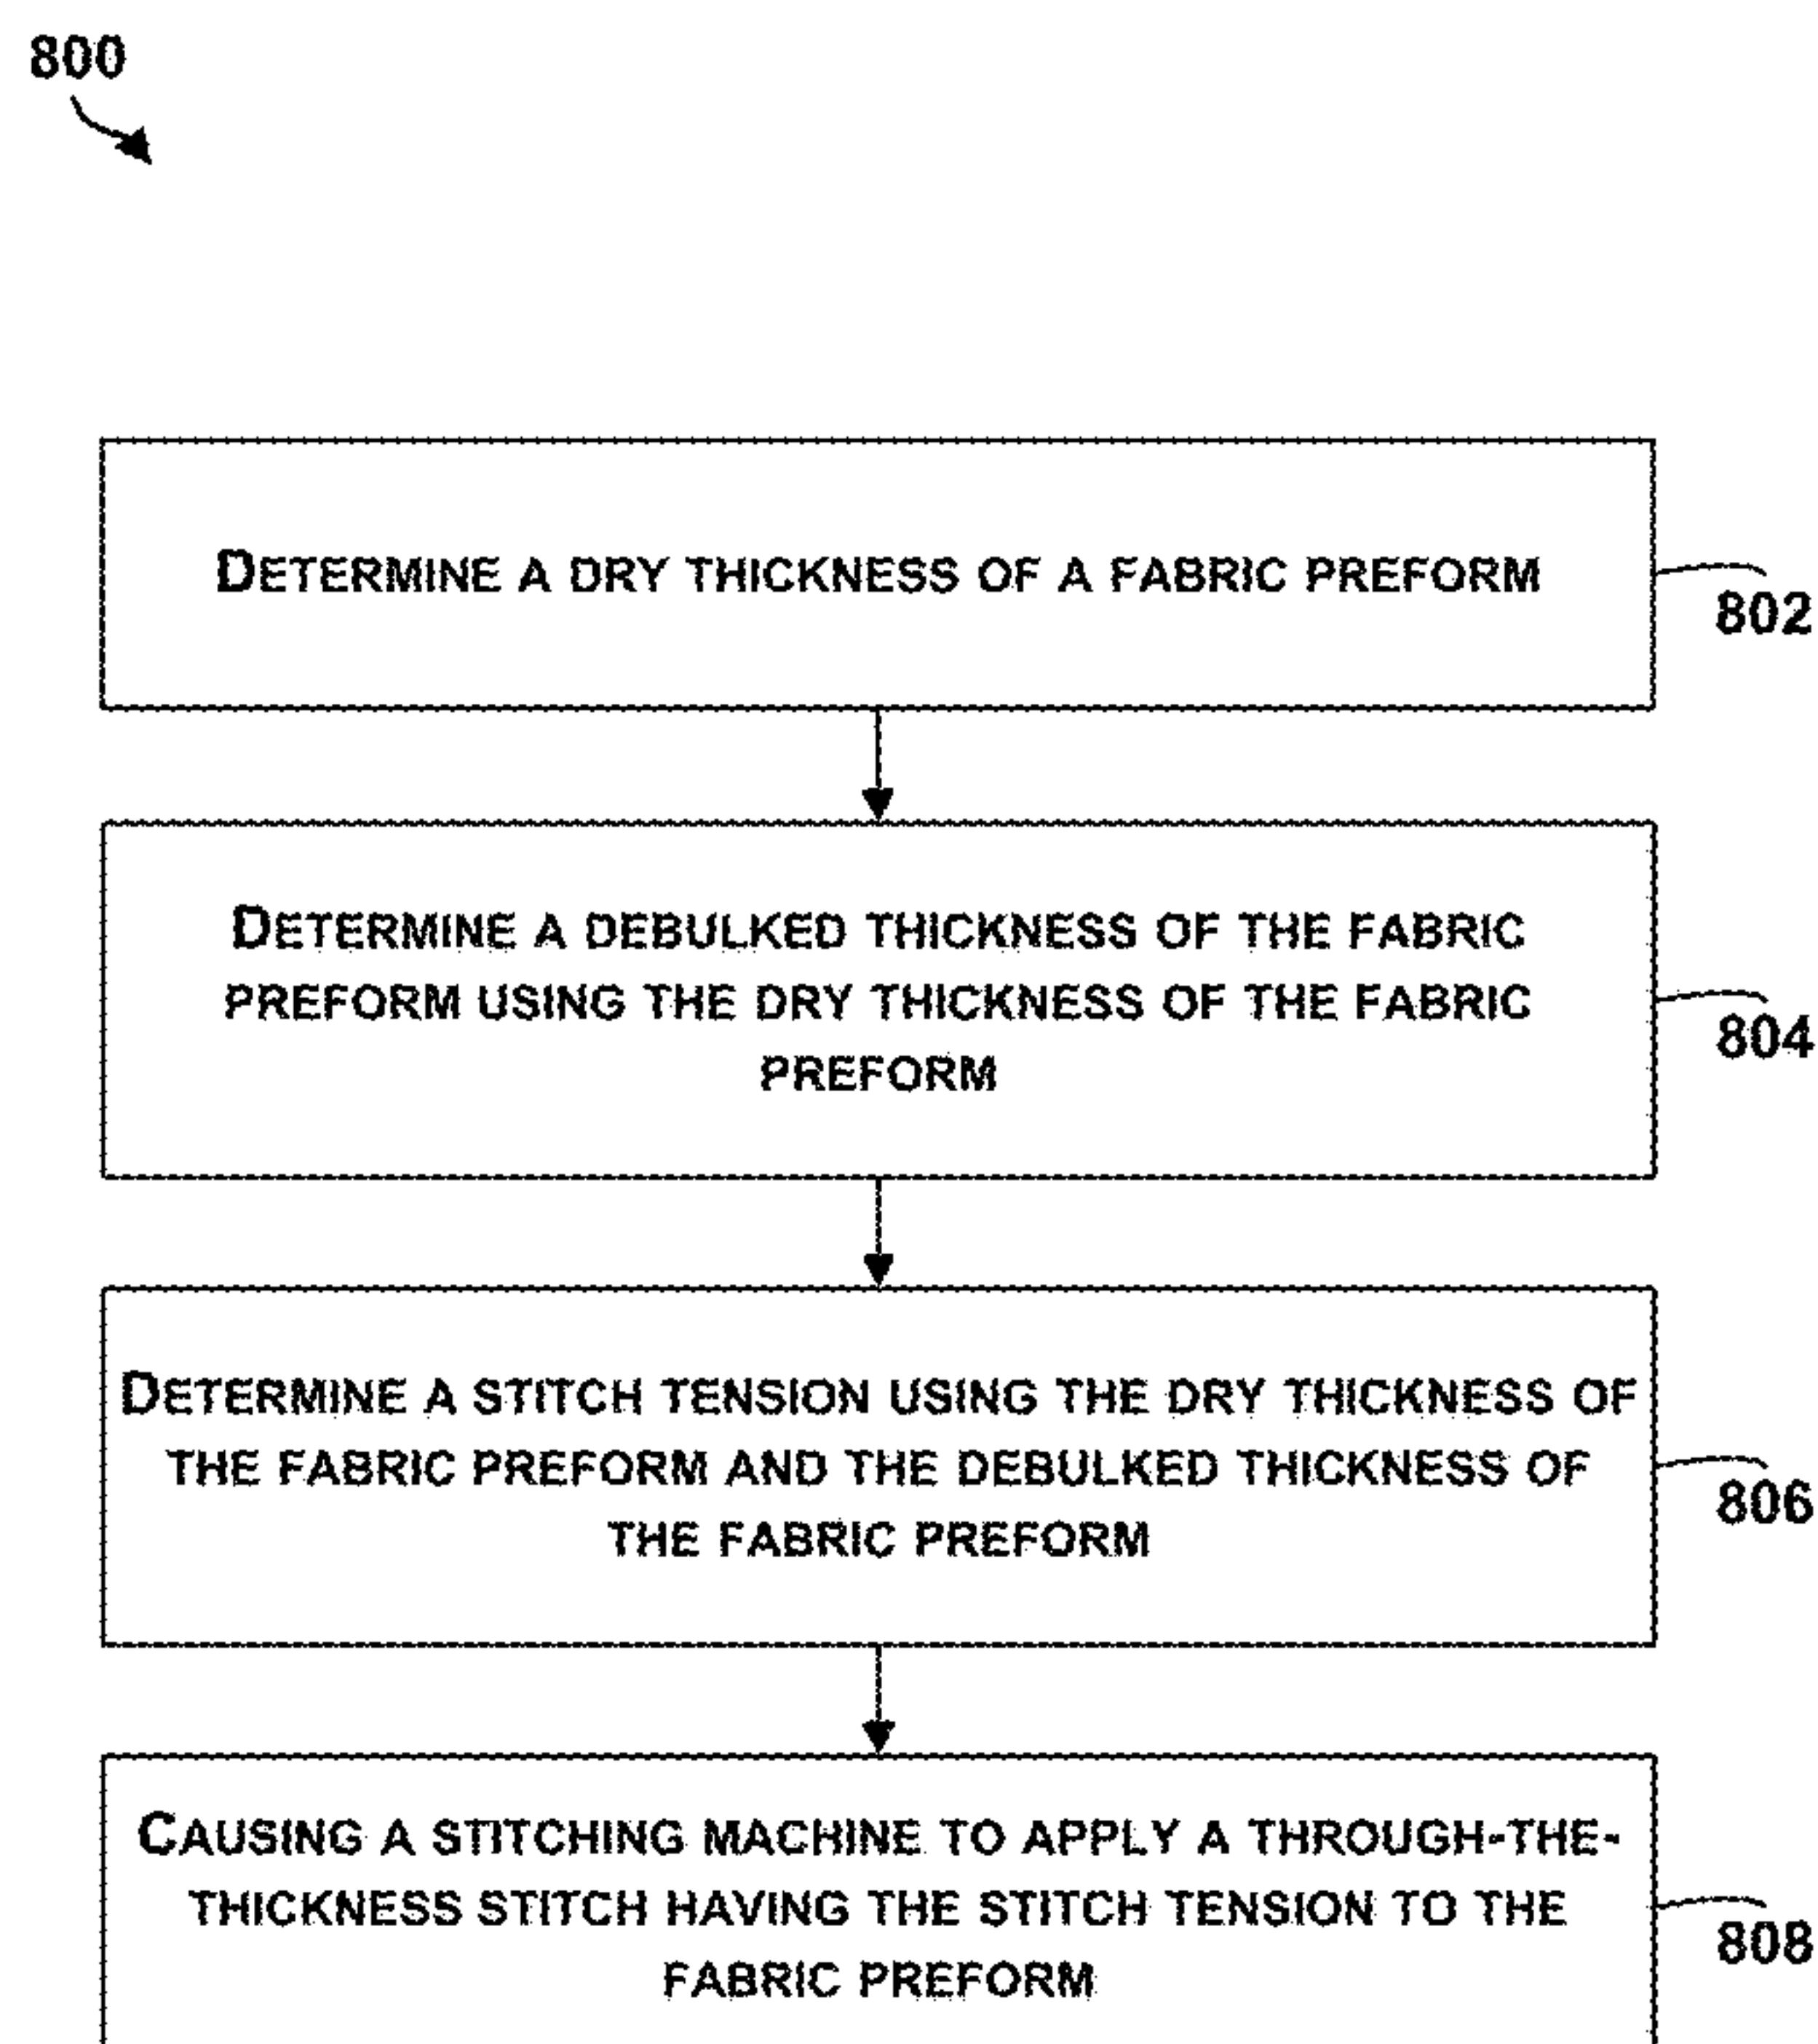 800
DETERMINE A DRY THICKNESS OF A FABRIC PREFORM
802
DETERMINE A DEBULKED THICKNESS OF THE FABRIC
PREFORM USING THE DRY THICKNESS OF THE FABRIC
PREFORM
804
DETERMINE A STITCH TENSION USING THE DRY THICKNESS OF
THE FABRIC PREFORM AND THE DEBULKED THICKNESS OF
THE FABRIC PREFORM
806
CAUSING A STITCHING MACHINE TO APPLY A THROUGH-THE-
THICKNESS STITCH HAVING THE STITCH TENSION TO THE
FABRIC PREFORM
808